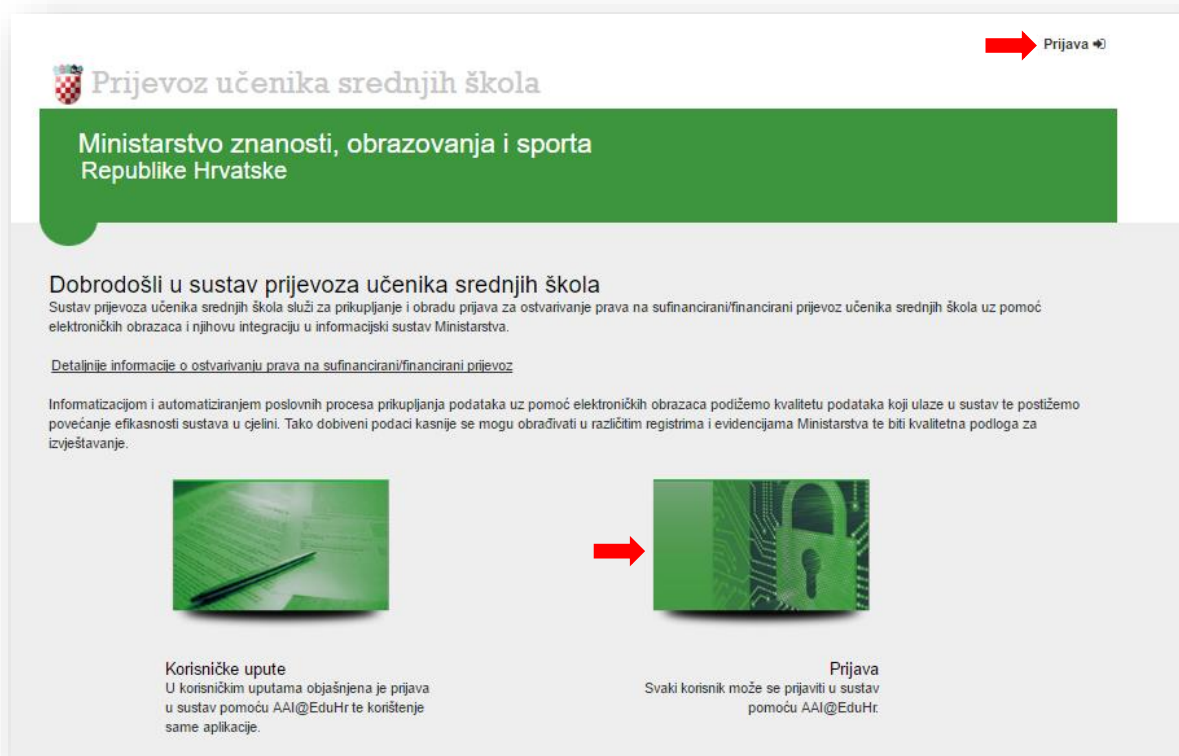 Prijava
Prijevoz učenika srednjih škola
Ministarstvo znanosti, obrazovanja i sporta
Republike Hrvatske
Dobrodošli u sustav prijevoza učenika srednjih škola
Sustav prijevoza učenika srednjih škola služi za prikupljanje i obradu prijava za ostvarivanje prava na sufinancirani/financirani prijevoz učenika srednjih škola uz pomoć
elektroničkih obrazaca i njihovu integraciju u informacijski sustav Ministarstva.
Detaljnije informacije o ostvarivanju prava na sufinancirani/financirani prijevoz
Informatizacijom i automatiziranjem poslovnih procesa prikupljanja podataka uz pomoć elektroničkih obrazaca podižemo kvalitetu podataka koji ulaze u sustav te postižemo
povećanje efikasnosti sustava u cjelini. Tako dobiveni podaci kasnije se mogu obrađivati u različitim registrima i evidencijama Ministarstva te biti kvalitetna podloga za
izvještavanje.
Korisničke upute
U korisničkim uputama objašnjena je prijava
u sustav pomoću AAI@EduHr te korištenje
same aplikacije.
Prijava
Svaki korisnik može se prijaviti u sustav
pomoću AAI@EduHr.